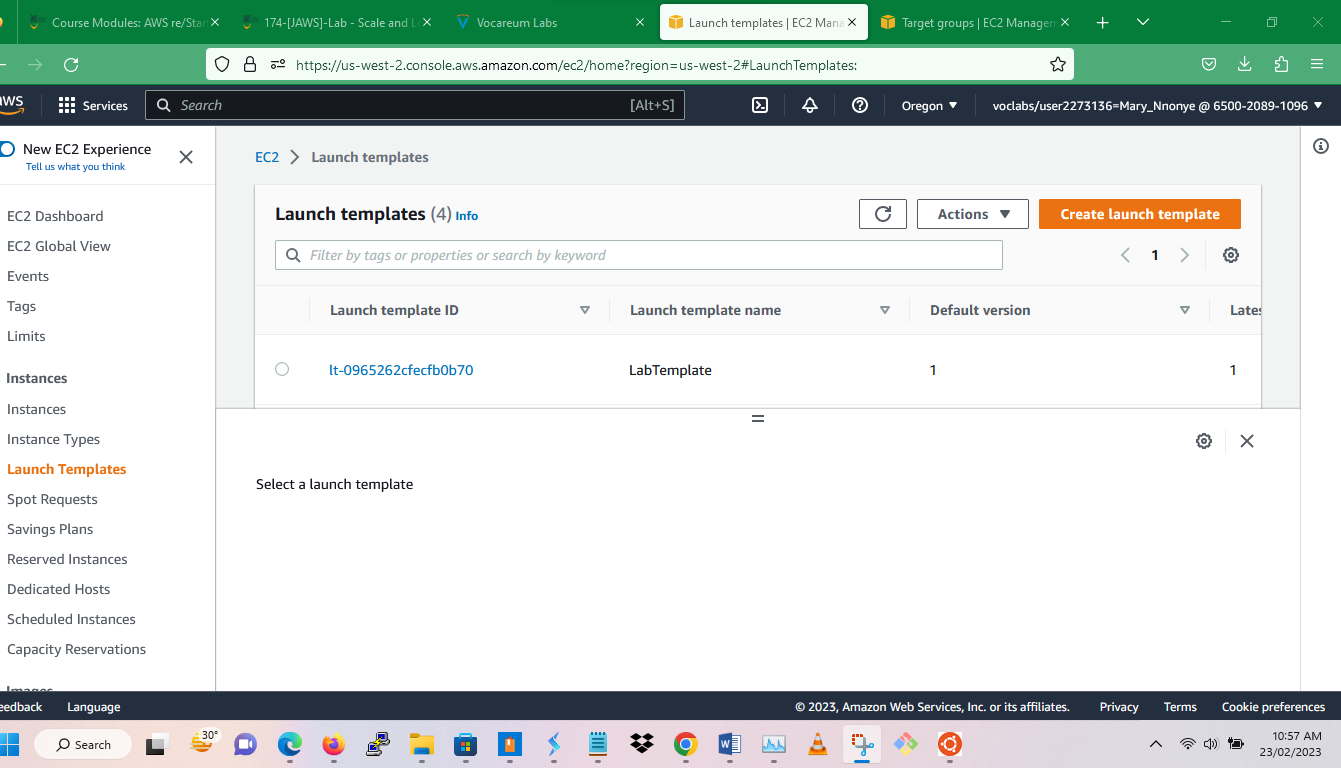 Course Modules: AWS re/Star
174-[JAWS]-Lab - Scale and L
Vocareum Labs
Launch templates | EC2 Mana
Target groups | EC2 Managem
https://us-west-2.console.aws.amazon.com/ec2/home?region=us-west-2#LaunchTemplates:
aws
Services
Search
[Alt+S]
Oregon
voclabs/user2273136=Mary_Nnonye @ 6500-2089-1096
New EC2 Experience
Tell us what you think
EC2 Dashboard
EC2 Global View
Events
Tags
Limits
Instances
Instances
Instance Types
Launch Templates
Spot Requests
Savings Plans
Reserved Instances
Dedicated Hosts
Scheduled Instances
Capacity Reservations
Images
EC2 > Launch templates
Launch templates (4) Info
Actions
Create launch template
Filter by tags or properties or search by keyword
1
Launch template ID
Launch template name
Default version
Lates
lt-0965262cfecfb0b70
LabTemplate
1
1
Select a launch template
eedback
Language
© 2023, Amazon Web Services, Inc. or its affiliates.
Privacy
Terms
Cookie preferences
Search
30°
10:57 AM
23/02/2023